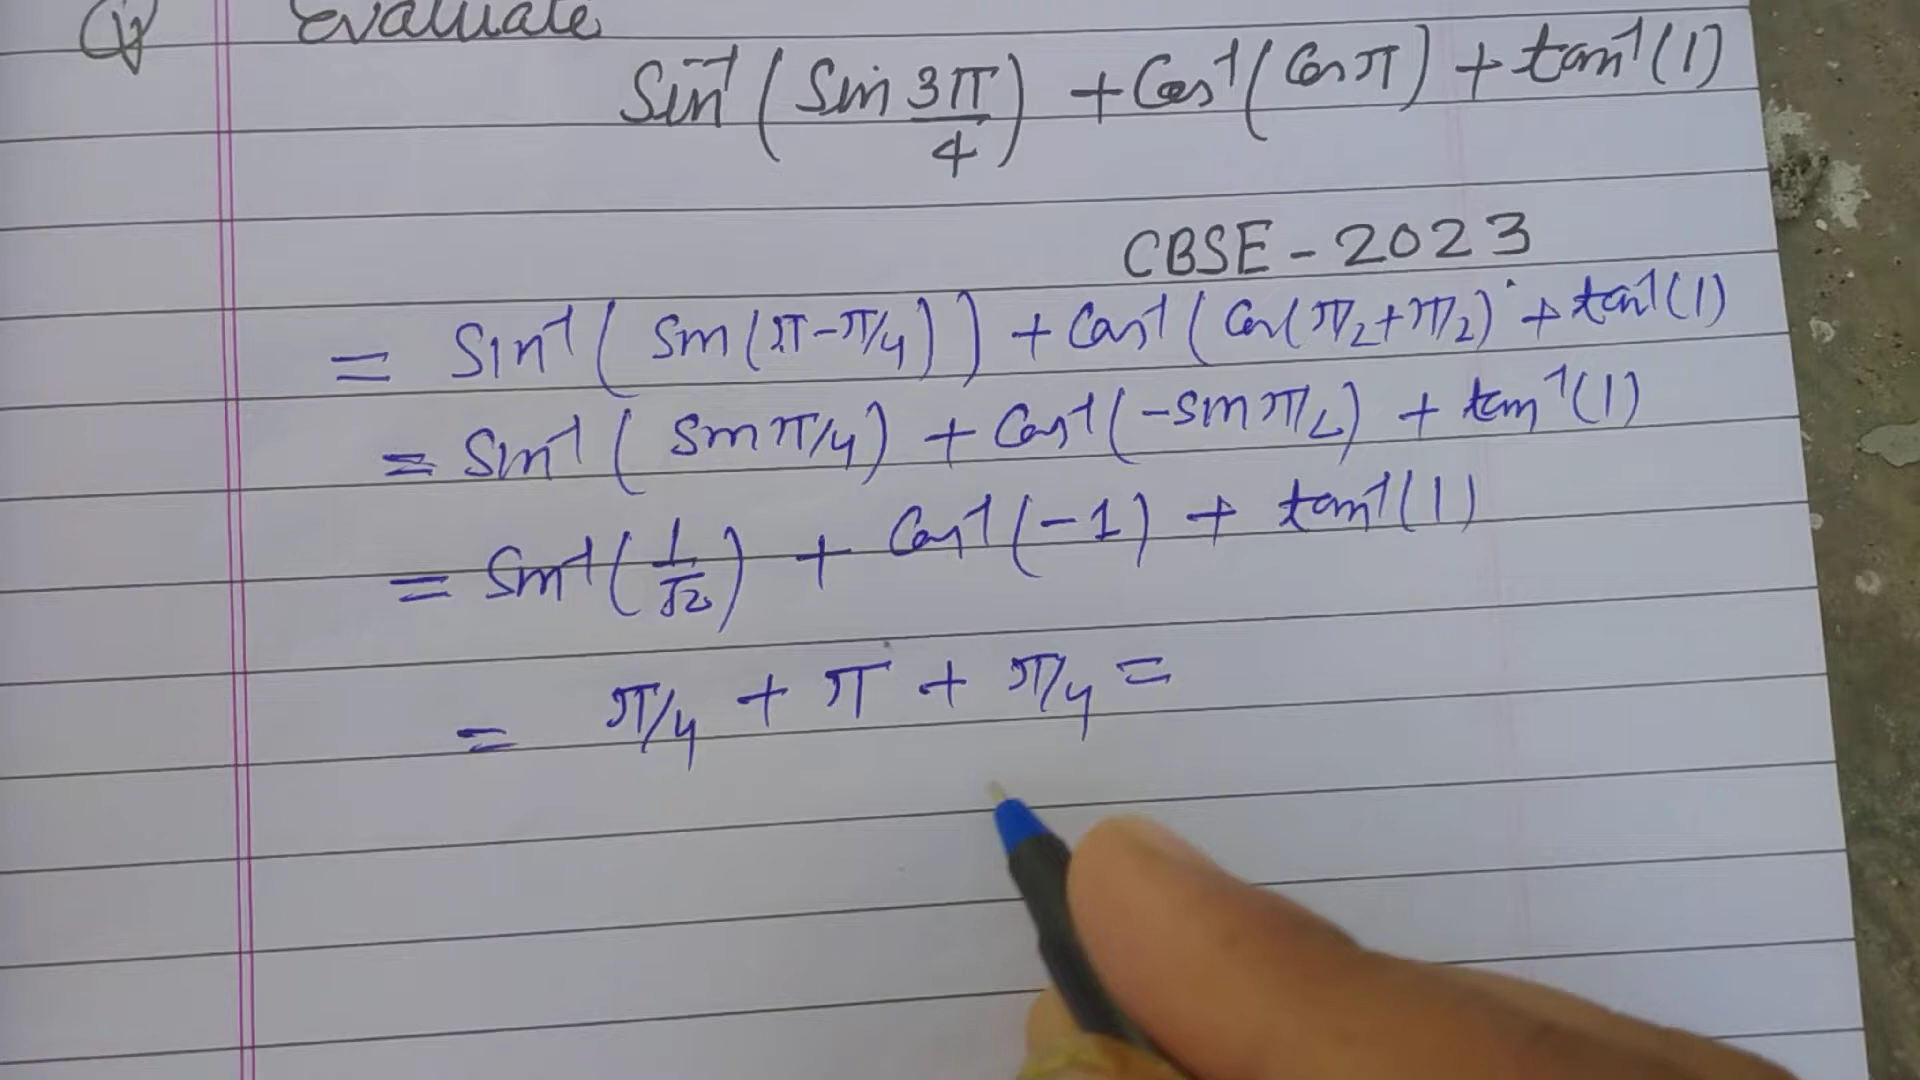 Q1 Evaluate
Sin⁻¹(Sin 3π/4) + Cos⁻¹(Cos π) + tan⁻¹(1)
CBSE - 2023
= Sin⁻¹(Sin(π-π/4)) + Cos⁻¹(Cos(π/2+π/2) + tan⁻¹(1)
= Sin⁻¹(Sin π/4) + Cos⁻¹(-sin π/2) + tan⁻¹(1)
= Sin⁻¹(1/√2) + Cos⁻¹(-1) + tan⁻¹(1)
= π/4 + π + π/4 =